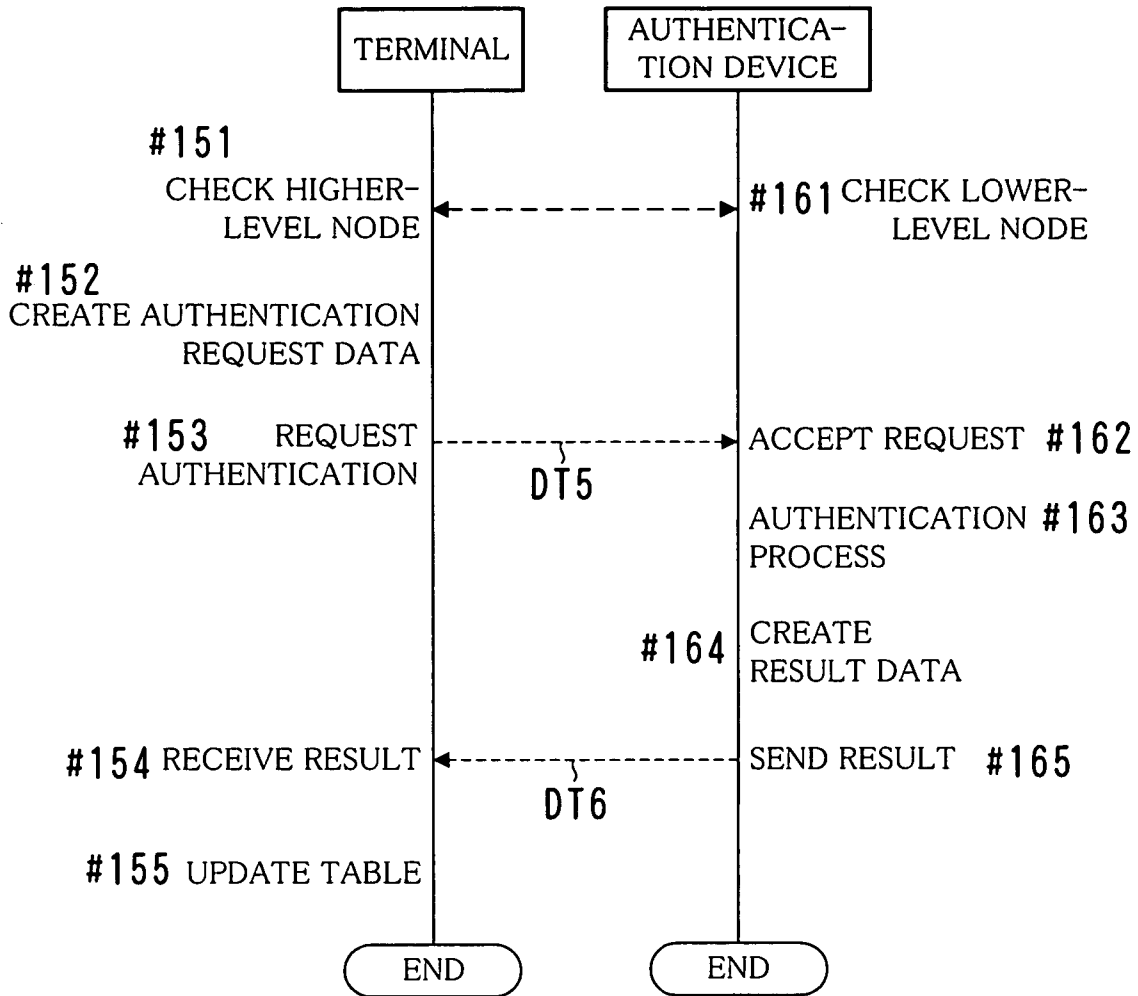 TERMINAL
AUTHENTICA-
TION DEVICE
#151
CHECK HIGHER-
LEVEL NODE
#161 CHECK LOWER-
LEVEL NODE
#152
CREATE AUTHENTICATION
REQUEST DATA
#153 REQUEST
AUTHENTICATION
DT5
ACCEPT REQUEST #162
AUTHENTICATION #163
PROCESS
#164 CREATE
RESULT DATA
#154 RECEIVE RESULT
DT6
SEND RESULT #165
#155 UPDATE TABLE
END
END